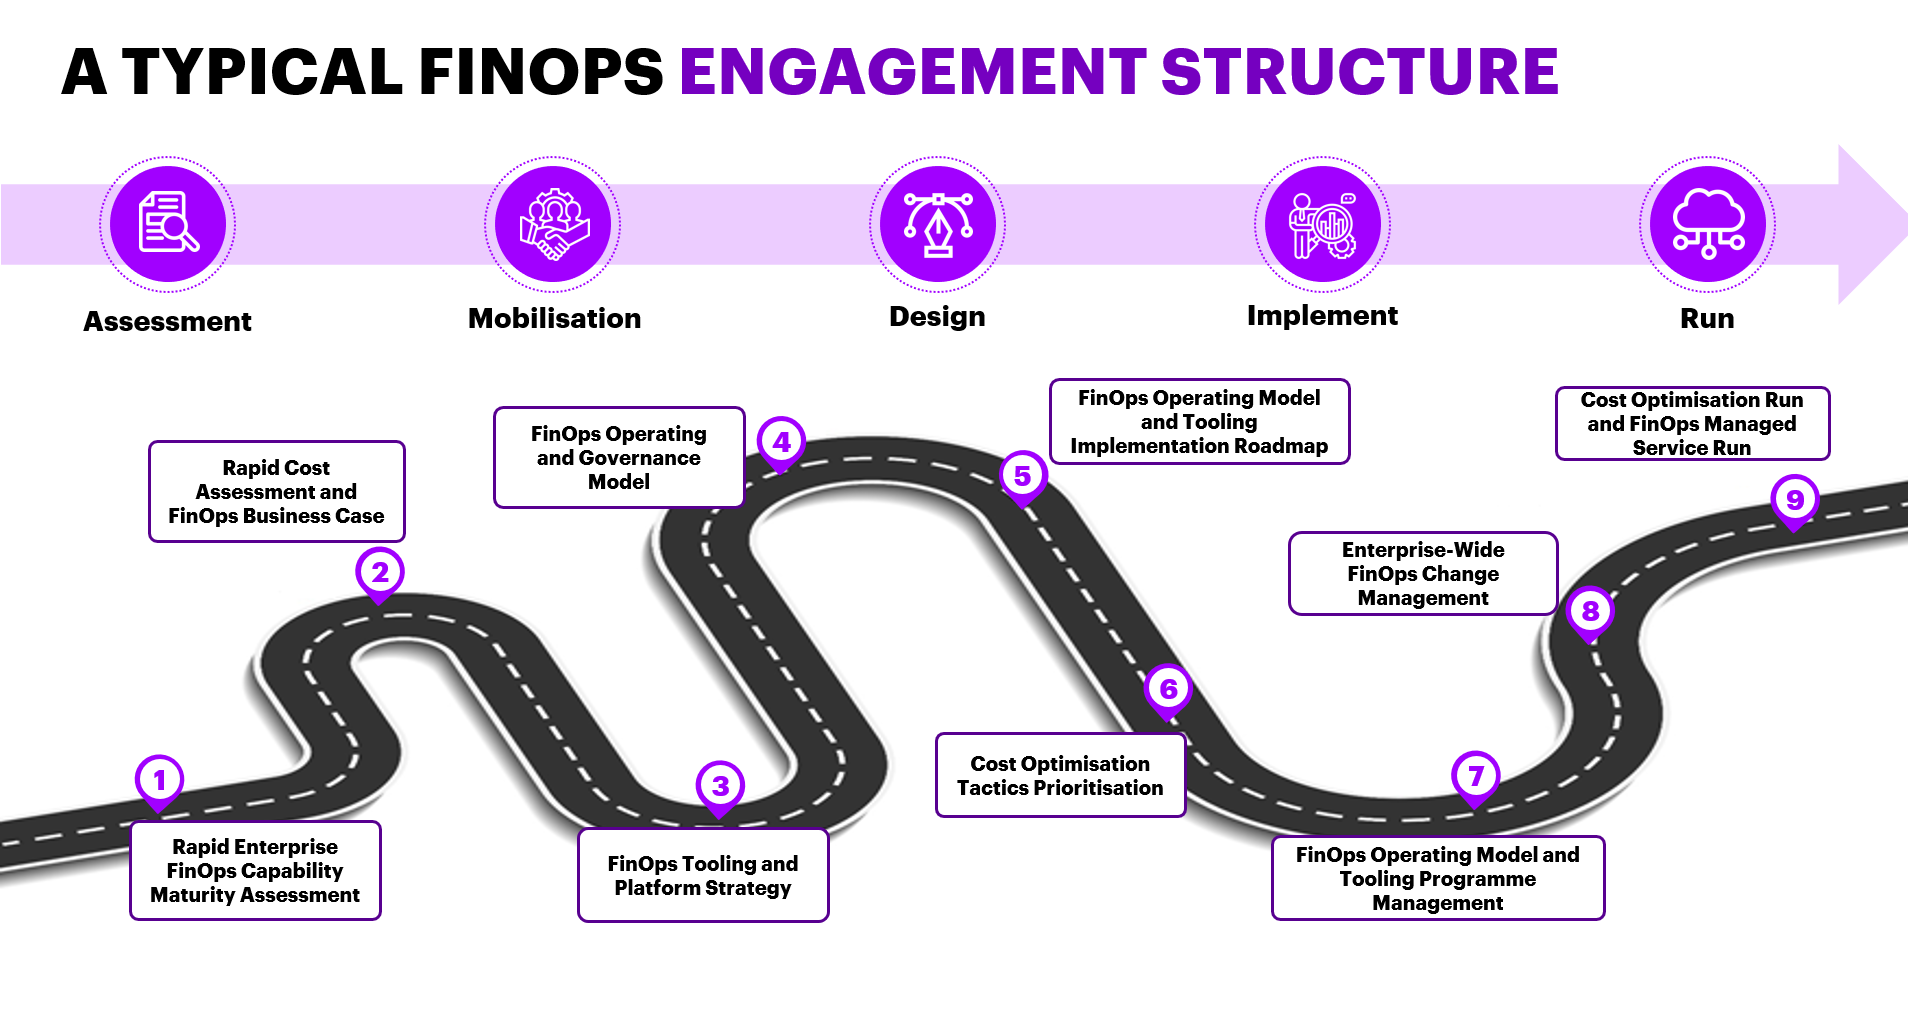 A TYPICAL FINOPS ENGAGEMENT STRUCTURE
Assessment
Mobilisation
Design
Implement
Run
1
Rapid Enterprise
FinOps Capability
Maturity Assessment
Rapid Cost
Assessment and
FinOps Business Case
2
3
FinOps Tooling and
Platform Strategy
FinOps Operating
and Governance
Model
4
FinOps Operating Model
and Tooling
Implementation Roadmap
5
6
Cost Optimisation
Tactics Prioritisation
7
FinOps Operating Model and
Tooling Programme
Management
Enterprise-Wide
FinOps Change
Management
8
Cost Optimisation Run
and FinOps Managed
Service Run
9